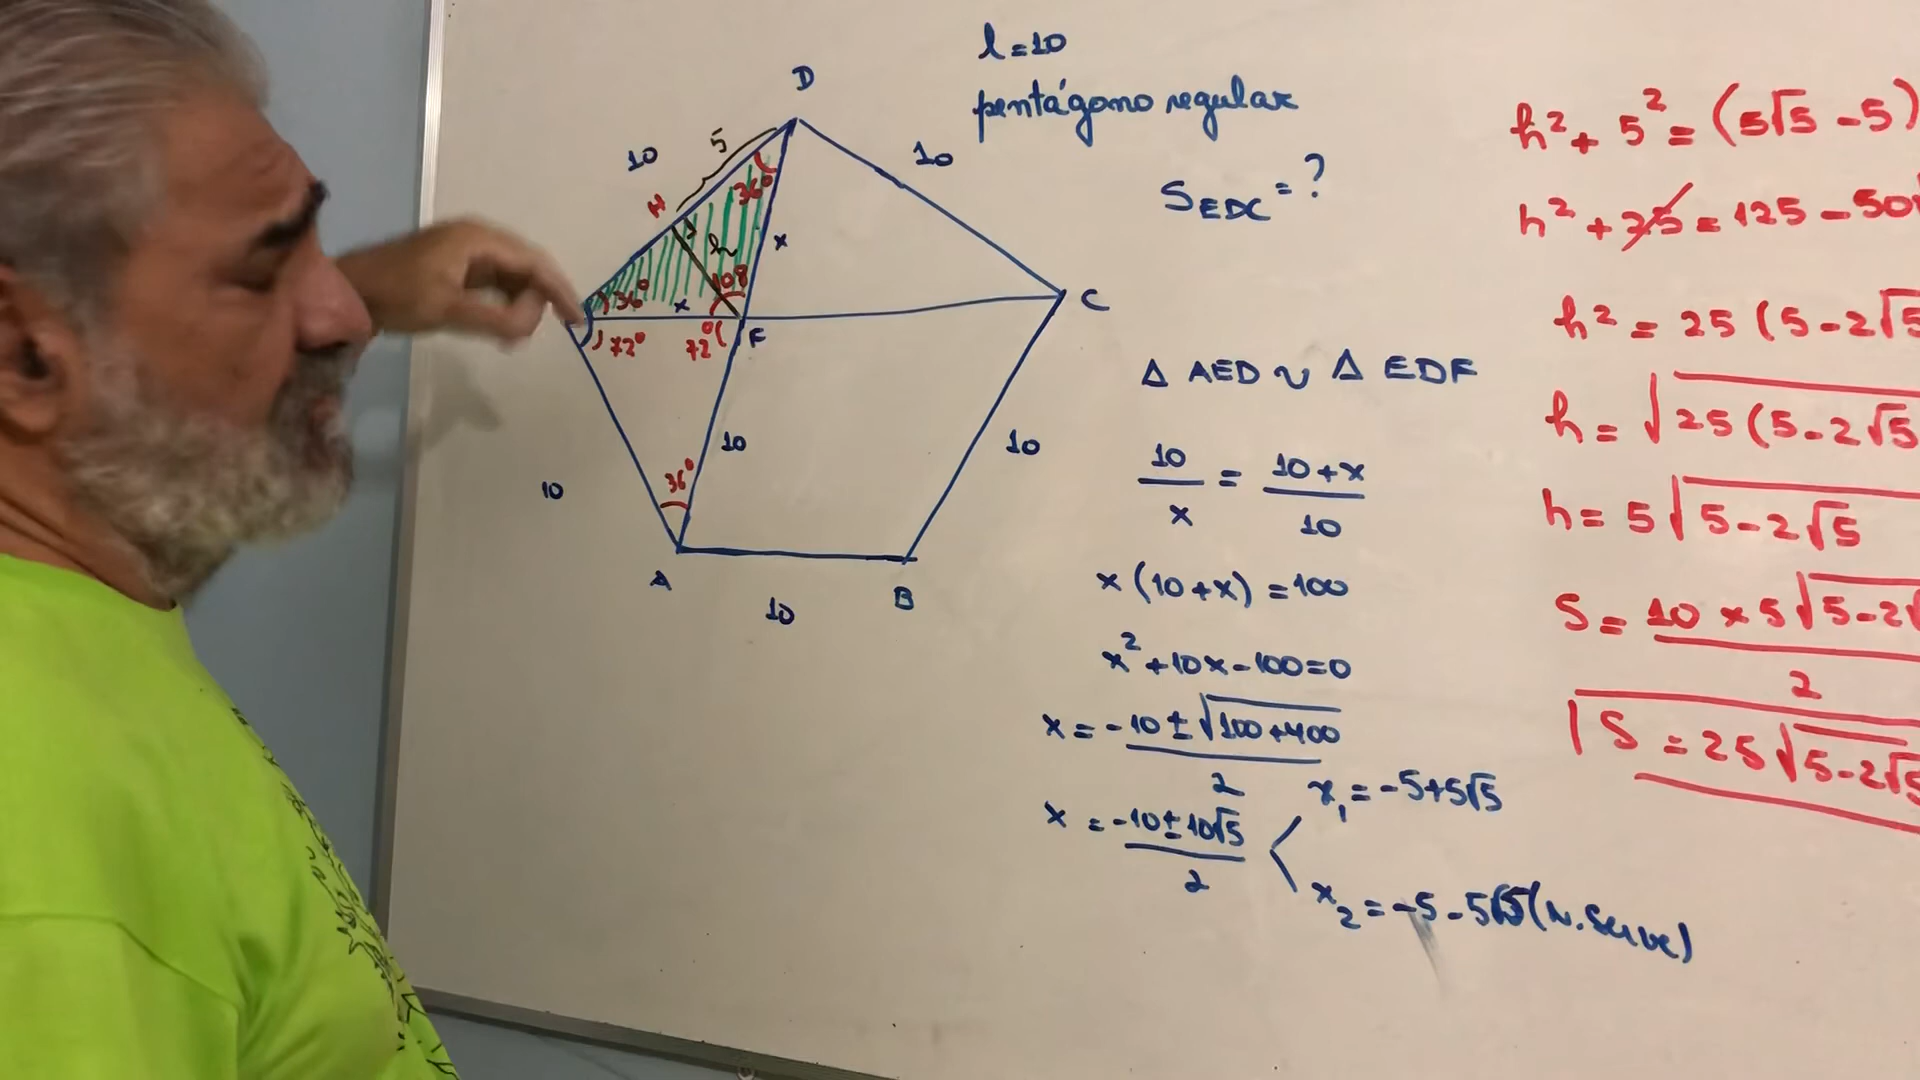 l=10
pentágono regular
S EDC = ?
D
10
5
10
H
36°
x
h
108
36°
x
C
72°
72°
F
10
10
10
36°
A
B
10
Δ AED ∼ Δ EDF
10/x = 10+x/10
x(10+x)=100
x²+10x-100=0
x = -10±√100+400/2
x = -10±10√5/2
x₁=-5+5√5
x₂=-5-5√5(N.Serve)
h²+5²=(5√5-5)
h²+25=125-50
h²=25(5-2√5
h=√25(5-2√5
h=5√5-2√5
S=10×5√5-2√/2
S=25√5-2√5